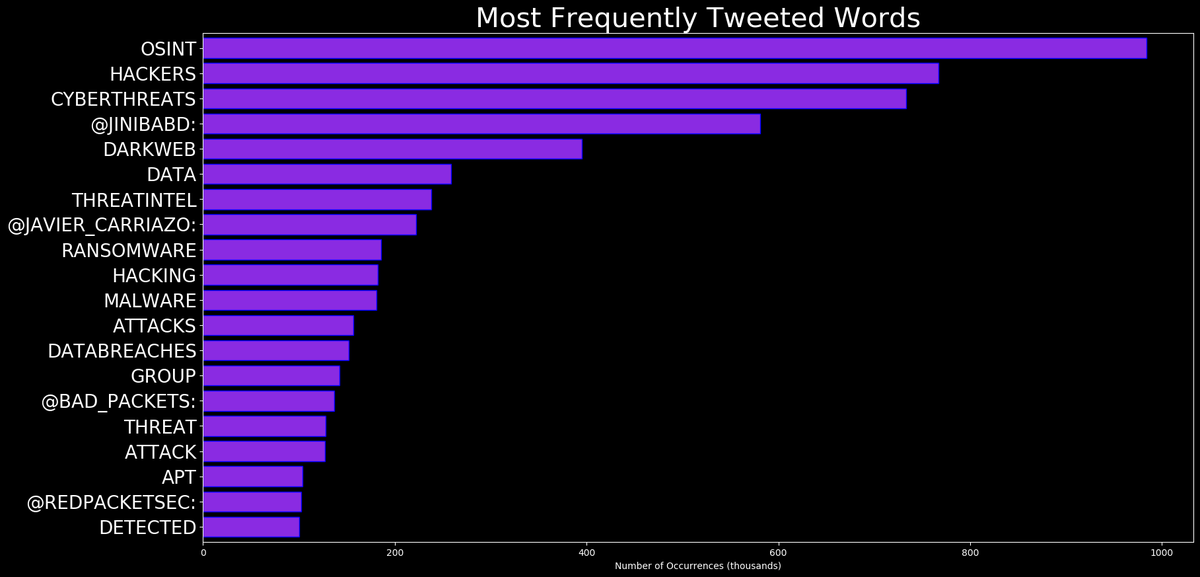 Most Frequently Tweeted Words
OSINT
HACKERS
CYBERTHREATS
@JINIBABD:
DARKWEB
DATA
THREATINTEL
@JAVIER_CARRIAZO:
RANSOMWARE
HACKING
MALWARE
ATTACKS
DATABREACHES
GROUP
@BAD_PACKETS:
THREAT
ATTACK
APT
@REDPACKETSEC:
DETECTED
0 200 400 600 800 1000
Number of Occurrences (thousands)